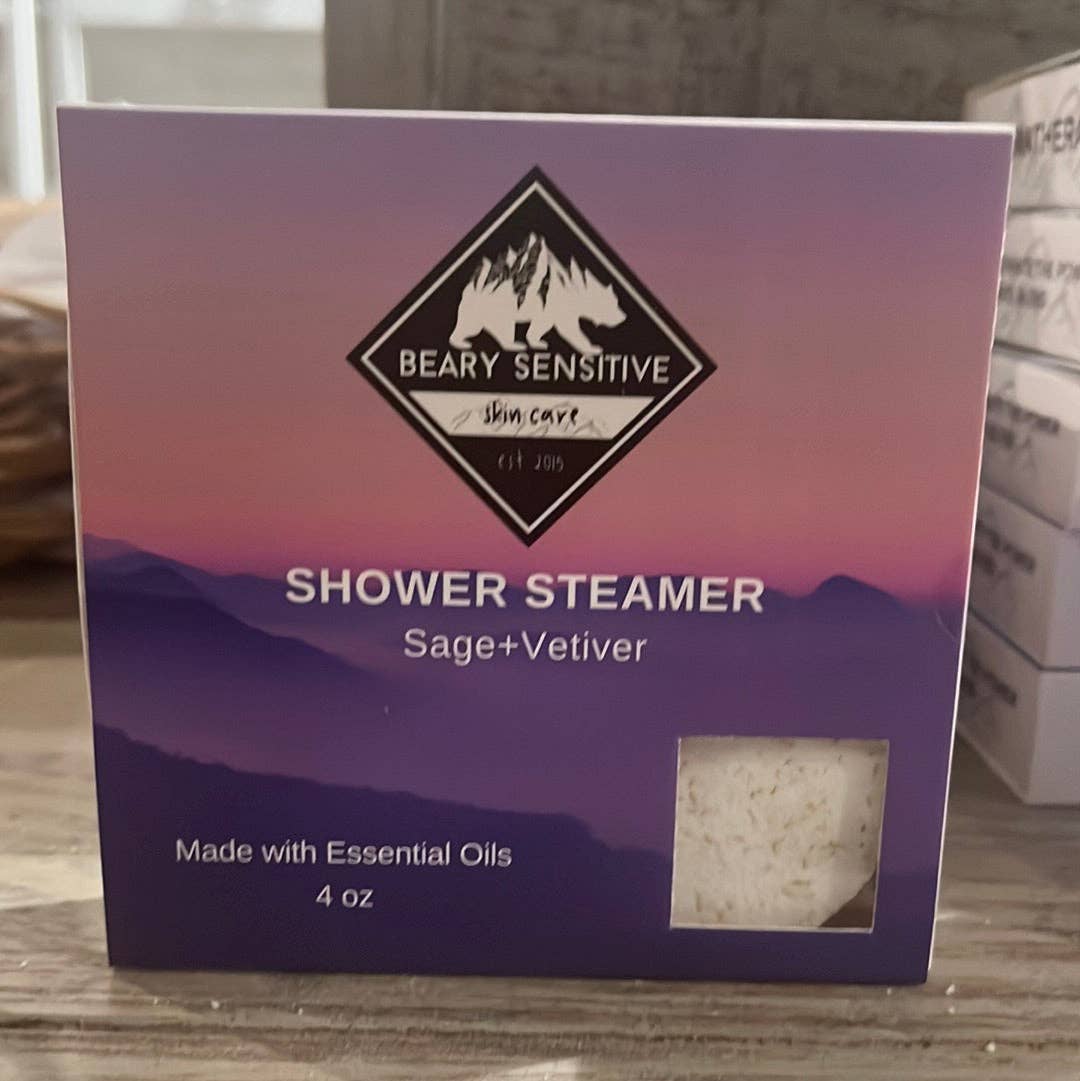 BEARY SENSITIVE
skin care
est 2015
SHOWER STEAMER
Sage+Vetiver
Made with Essential Oils
4 oz